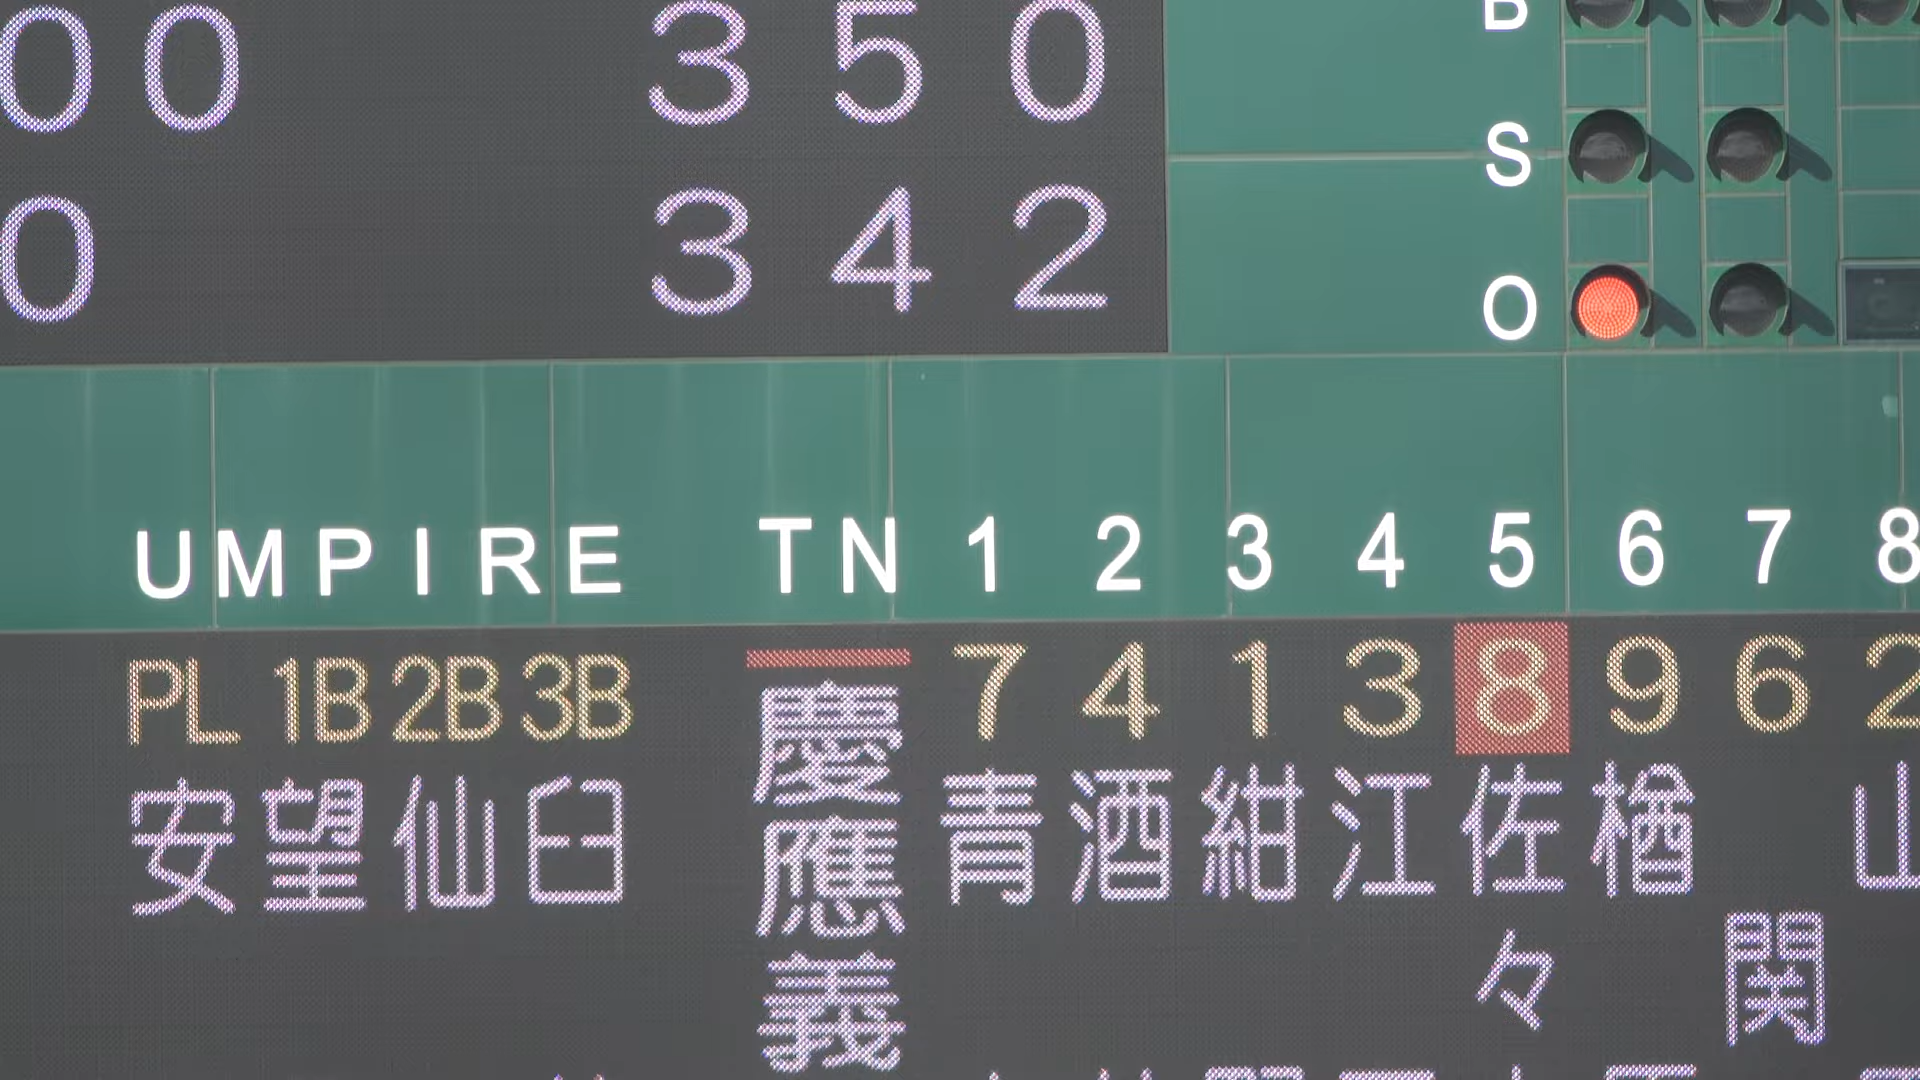 B
00 350
S
0 342
O
UMPIRE TN 1 2 3 4 5 6 7 8
PL 1B 2B 3B 7 4 1 3 8 9 6 2
安 望 仙 臼 慶應義 青 酒 紺 江 佐々 楢 関 山